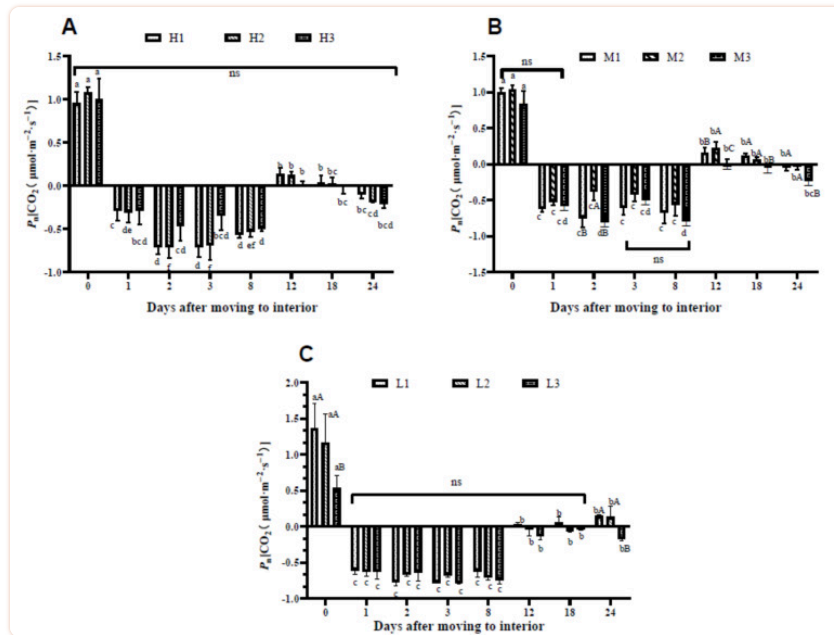 A
H1 H2 H3
ns
1.5
1.0
0.5
0.0
-0.5
-1.0
Pn[CO2( μmol·m−2·s−1)]
a a a
c de bcd
d f cd
d f bcd
d ef d
b b b
b bc bc
bc cd bcd
0 1 2 3 8 12 18 24
Days after moving to interior
B
M1 M2 M3
ns
1.5
1.0
0.5
0.0
-0.5
-1.0
-1.5
Pn[CO2( μmol·m−2·s−1)]
a a a
c c cd
cB cA dB
c c cd
c c d
bB bA bC
bA bA bB
bA bA bcB
ns
0 1 2 3 8 12 18 24
Days after moving to interior
C
L1 L2 L3
ns
2.0
1.5
1.0
0.5
0.0
-0.5
-1.0
Pn[CO2( μmol·m−2·s−1)]
aA aA aB
c c c
c c c
c c c
c c c
b b b
b b b
bA bA bB
0 1 2 3 8 12 18 24
Days after moving to interior